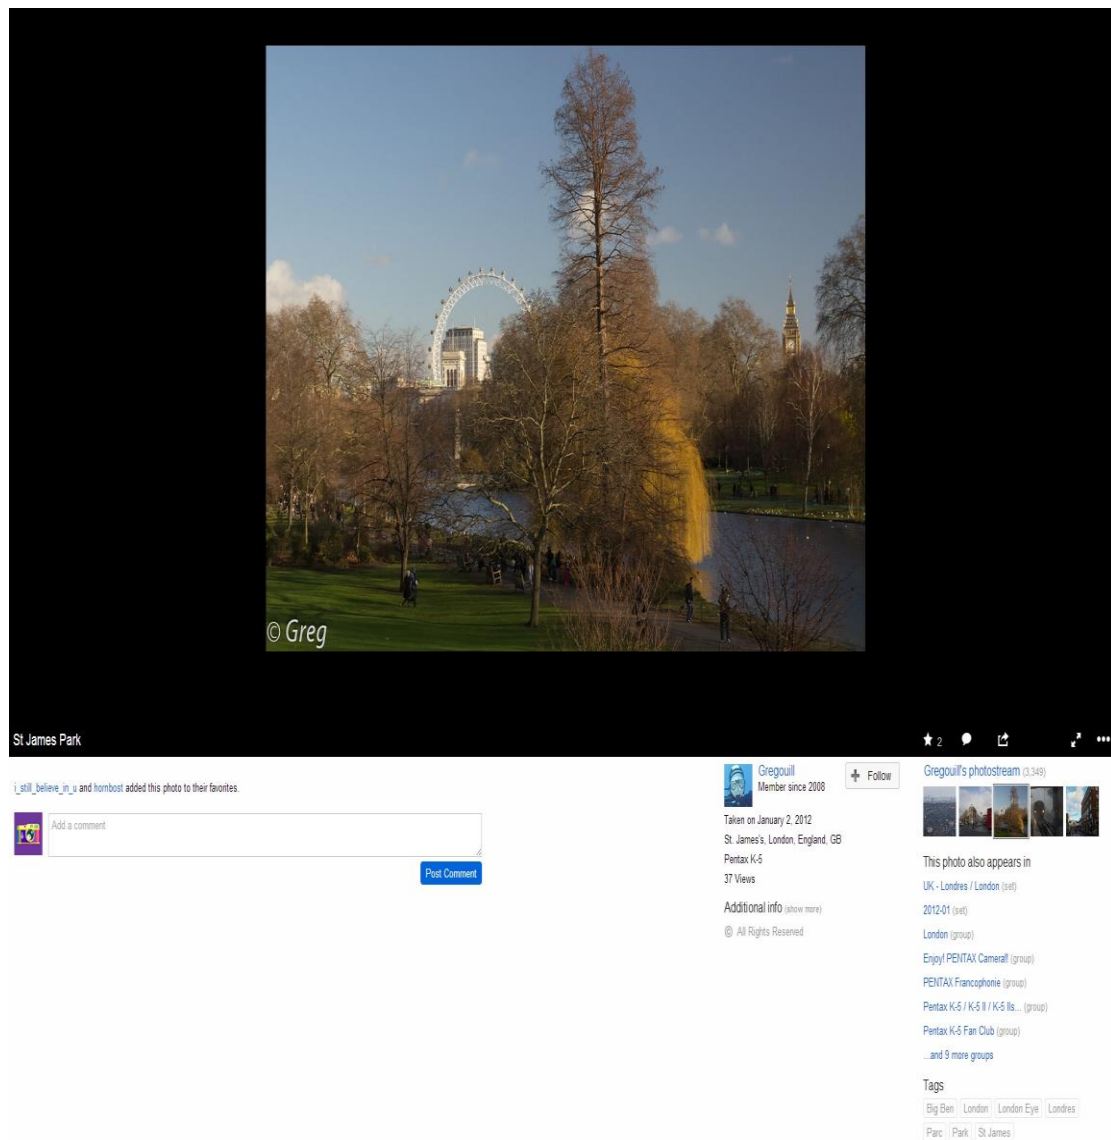 © Greg
St James Park
2
i_still_believe_in_u and hornbost added this photo to their favorites.
Add a comment
Post Comment
Gregouill
Member since 2008
Follow
Taken on January 2, 2012
St. James's, London, England, GB
Pentax K-5
37 Views
Additional info (show more)
© All Rights Reserved
Gregouill's photostream (3,349)
This photo also appears in
UK - Londres / London (set)
2012-01 (set)
London (group)
Enjoy! PENTAX Camera!! (group)
PENTAX Francophonie (group)
Pentax K-5 / K-5 II / K-5 IIs... (group)
Pentax K-5 Fan Club (group)
...and 9 more groups
Tags
Big Ben London London Eye Londres
Parc Park St James